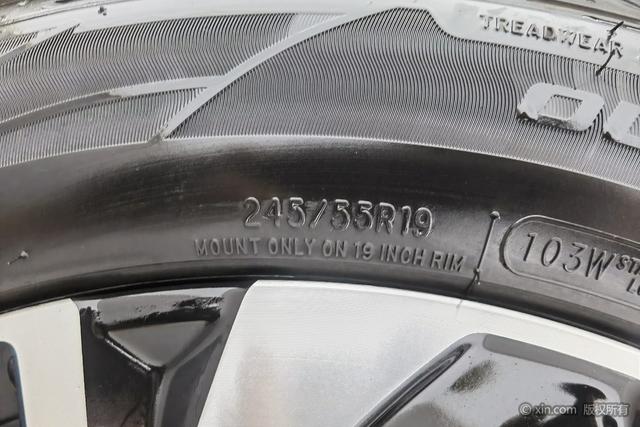 TREADWEAR
245/55R19
MOUNT ONLY ON 19 INCH RIM
103W
© xin.com 版权所有